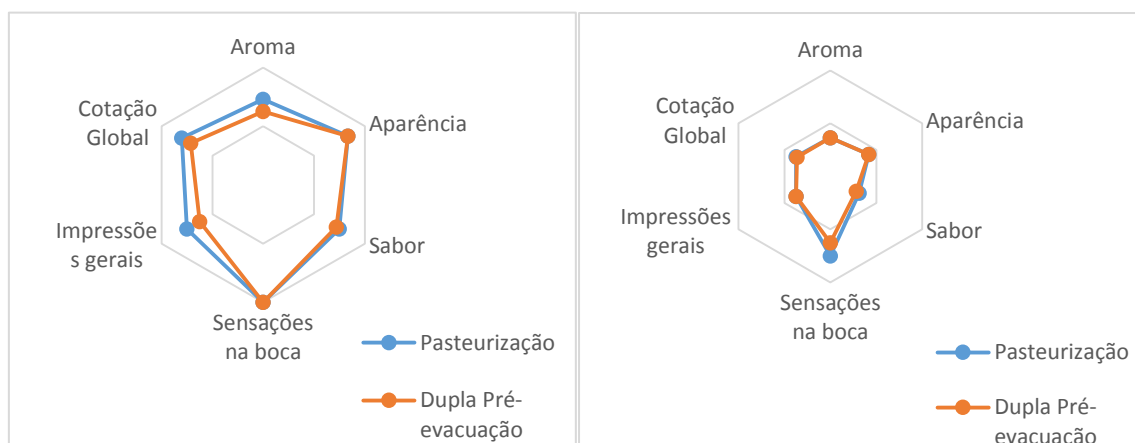 Aroma
Cotação
Global
Aparência
Impressõe
s gerais
Sabor
Sensações
na boca
Pasteurização
Dupla Pré-
evacuação
Aroma
Cotação
Global
Aparência
Impressões
gerais
Sabor
Sensações
na boca
Pasteurização
Dupla Pré-
evacuação